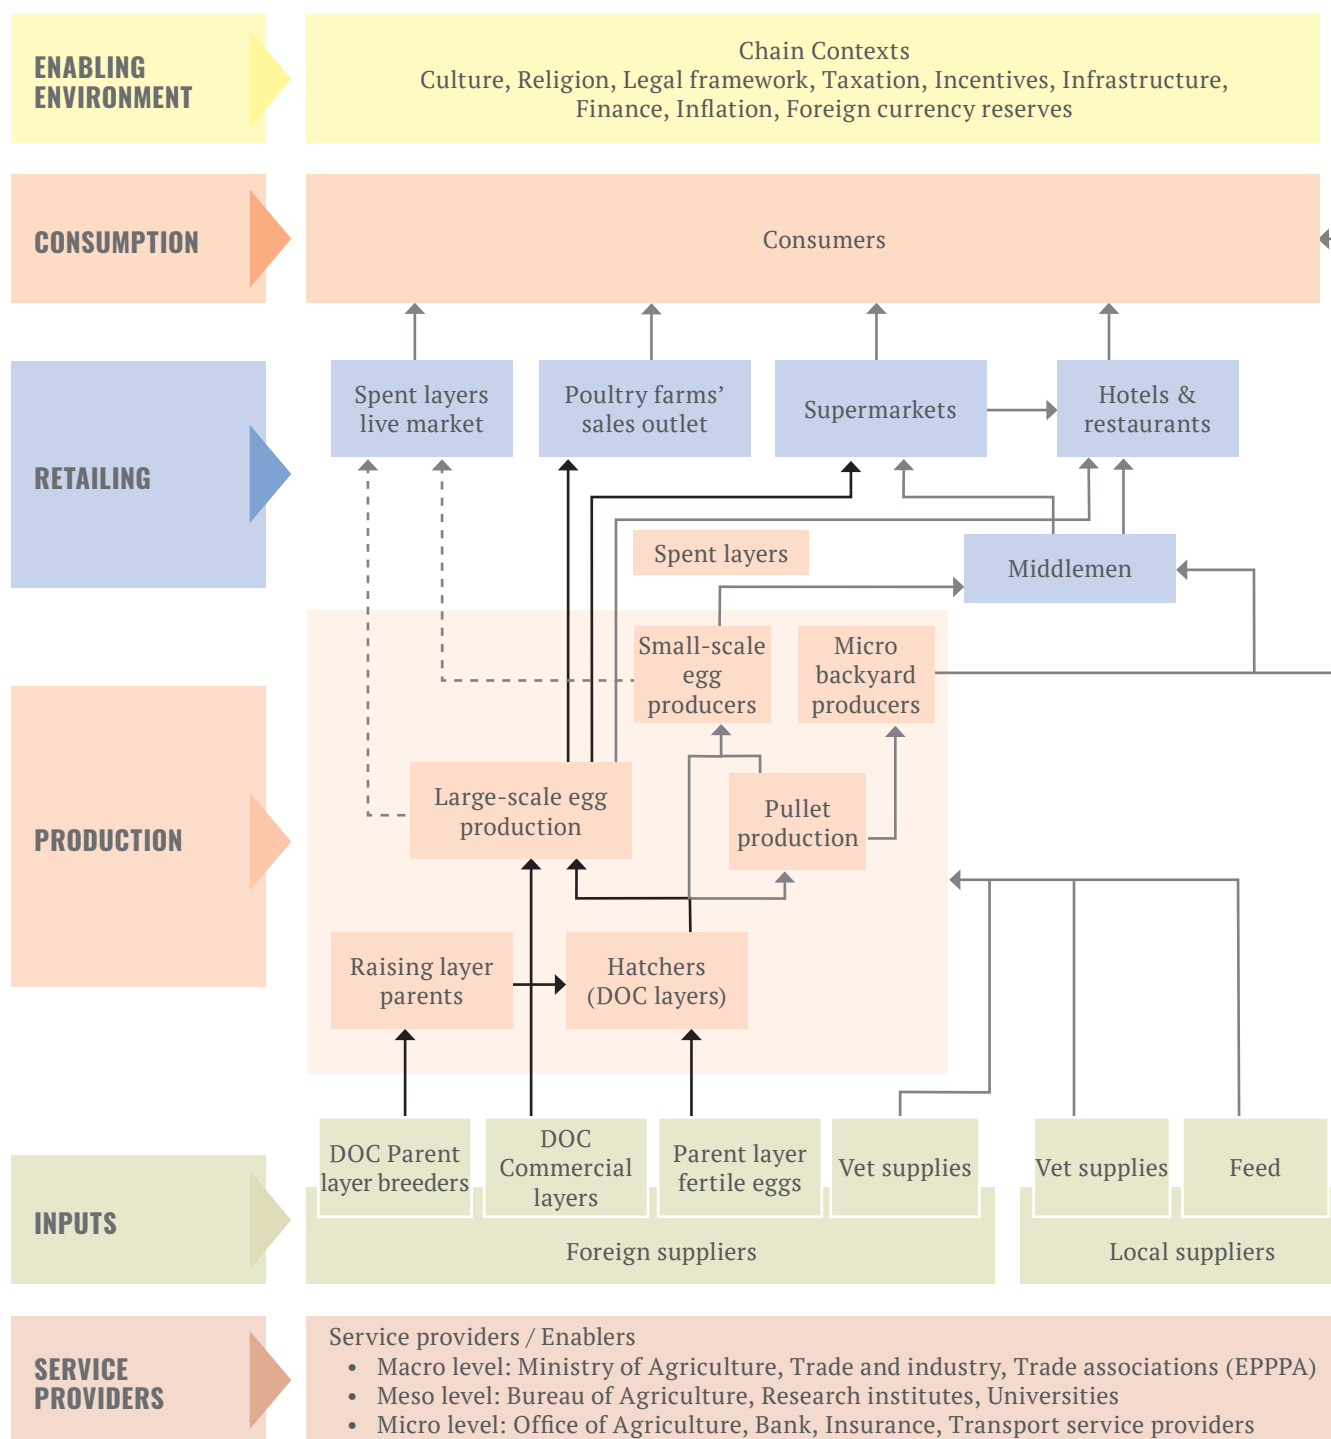 ENABLING
ENVIRONMENT
Chain Contexts
Culture, Religion, Legal framework, Taxation, Incentives, Infrastructure,
Finance, Inflation, Foreign currency reserves
CONSUMPTION
Consumers
RETAILING
Spent layers
live market
Poultry farms’
sales outlet
Supermarkets
Hotels &
restaurants
Spent layers
Middlemen
PRODUCTION
Small-scale
egg
producers
Micro
backyard
producers
Large-scale egg
production
Pullet
production
Raising layer
parents
Hatchers
(DOC layers)
INPUTS
DOC Parent
layer breeders
DOC
Commercial
layers
Parent layer
fertile eggs
Vet supplies
Vet supplies
Feed
Foreign suppliers
Local suppliers
SERVICE
PROVIDERS
Service providers / Enablers
• Macro level: Ministry of Agriculture, Trade and industry, Trade associations (EPPPA)
• Meso level: Bureau of Agriculture, Research institutes, Universities
• Micro level: Office of Agriculture, Bank, Insurance, Transport service providers